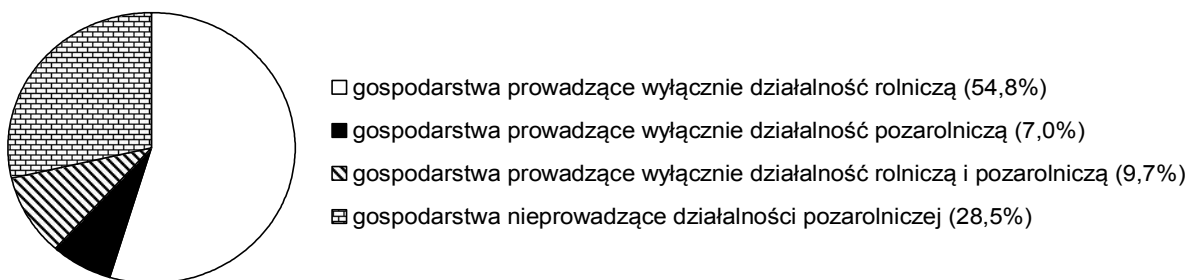 gospodarstwa prowadzące wyłącznie działalność rolniczą (54,8%)
gospodarstwa prowadzące wyłącznie działalność pozarolniczą (7,0%)
gospodarstwa prowadzące wyłącznie działalność rolniczą i pozarolniczą (9,7%)
gospodarstwa nieprowadzące działalności pozarolniczej (28,5%)